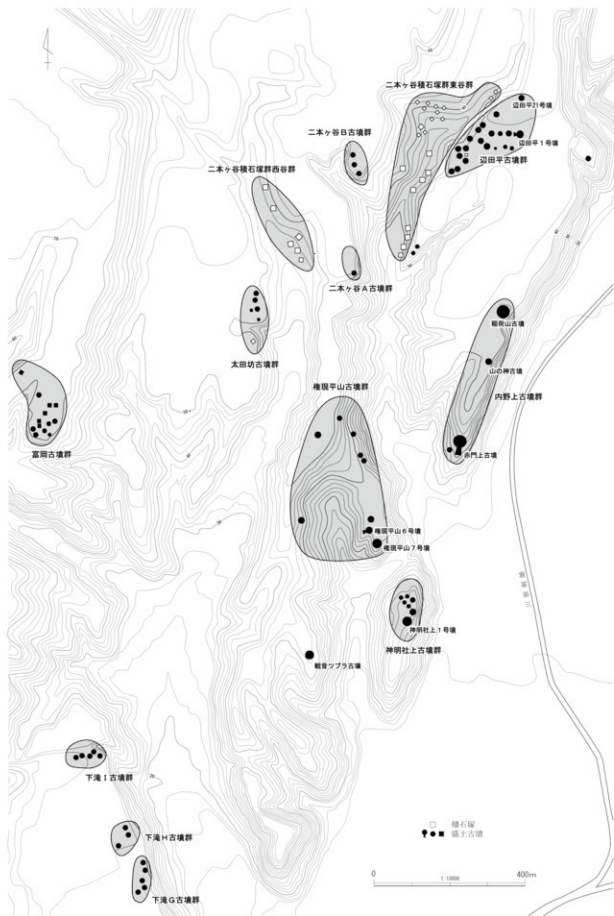 二本ヶ谷積石塚群東谷群
辺田平21号墳
二本ヶ谷B古墳群
辺田平1号墳
辺田平古墳群
二本ヶ谷積石塚群西谷群
二本ヶ谷A古墳群
稲荷山古墳
太田坊古墳群
山の神古墳
権現平山古墳群
内野上古墳群
赤門上古墳
富岡古墳群
権現平山6号墳
権現平山7号墳
神明社上1号墳
神明社上古墳群
観音ツブラ古墳
下滝I古墳群
積石塚
盛土古墳
下滝H古墳群
0
1:10000
400m
下滝G古墳群